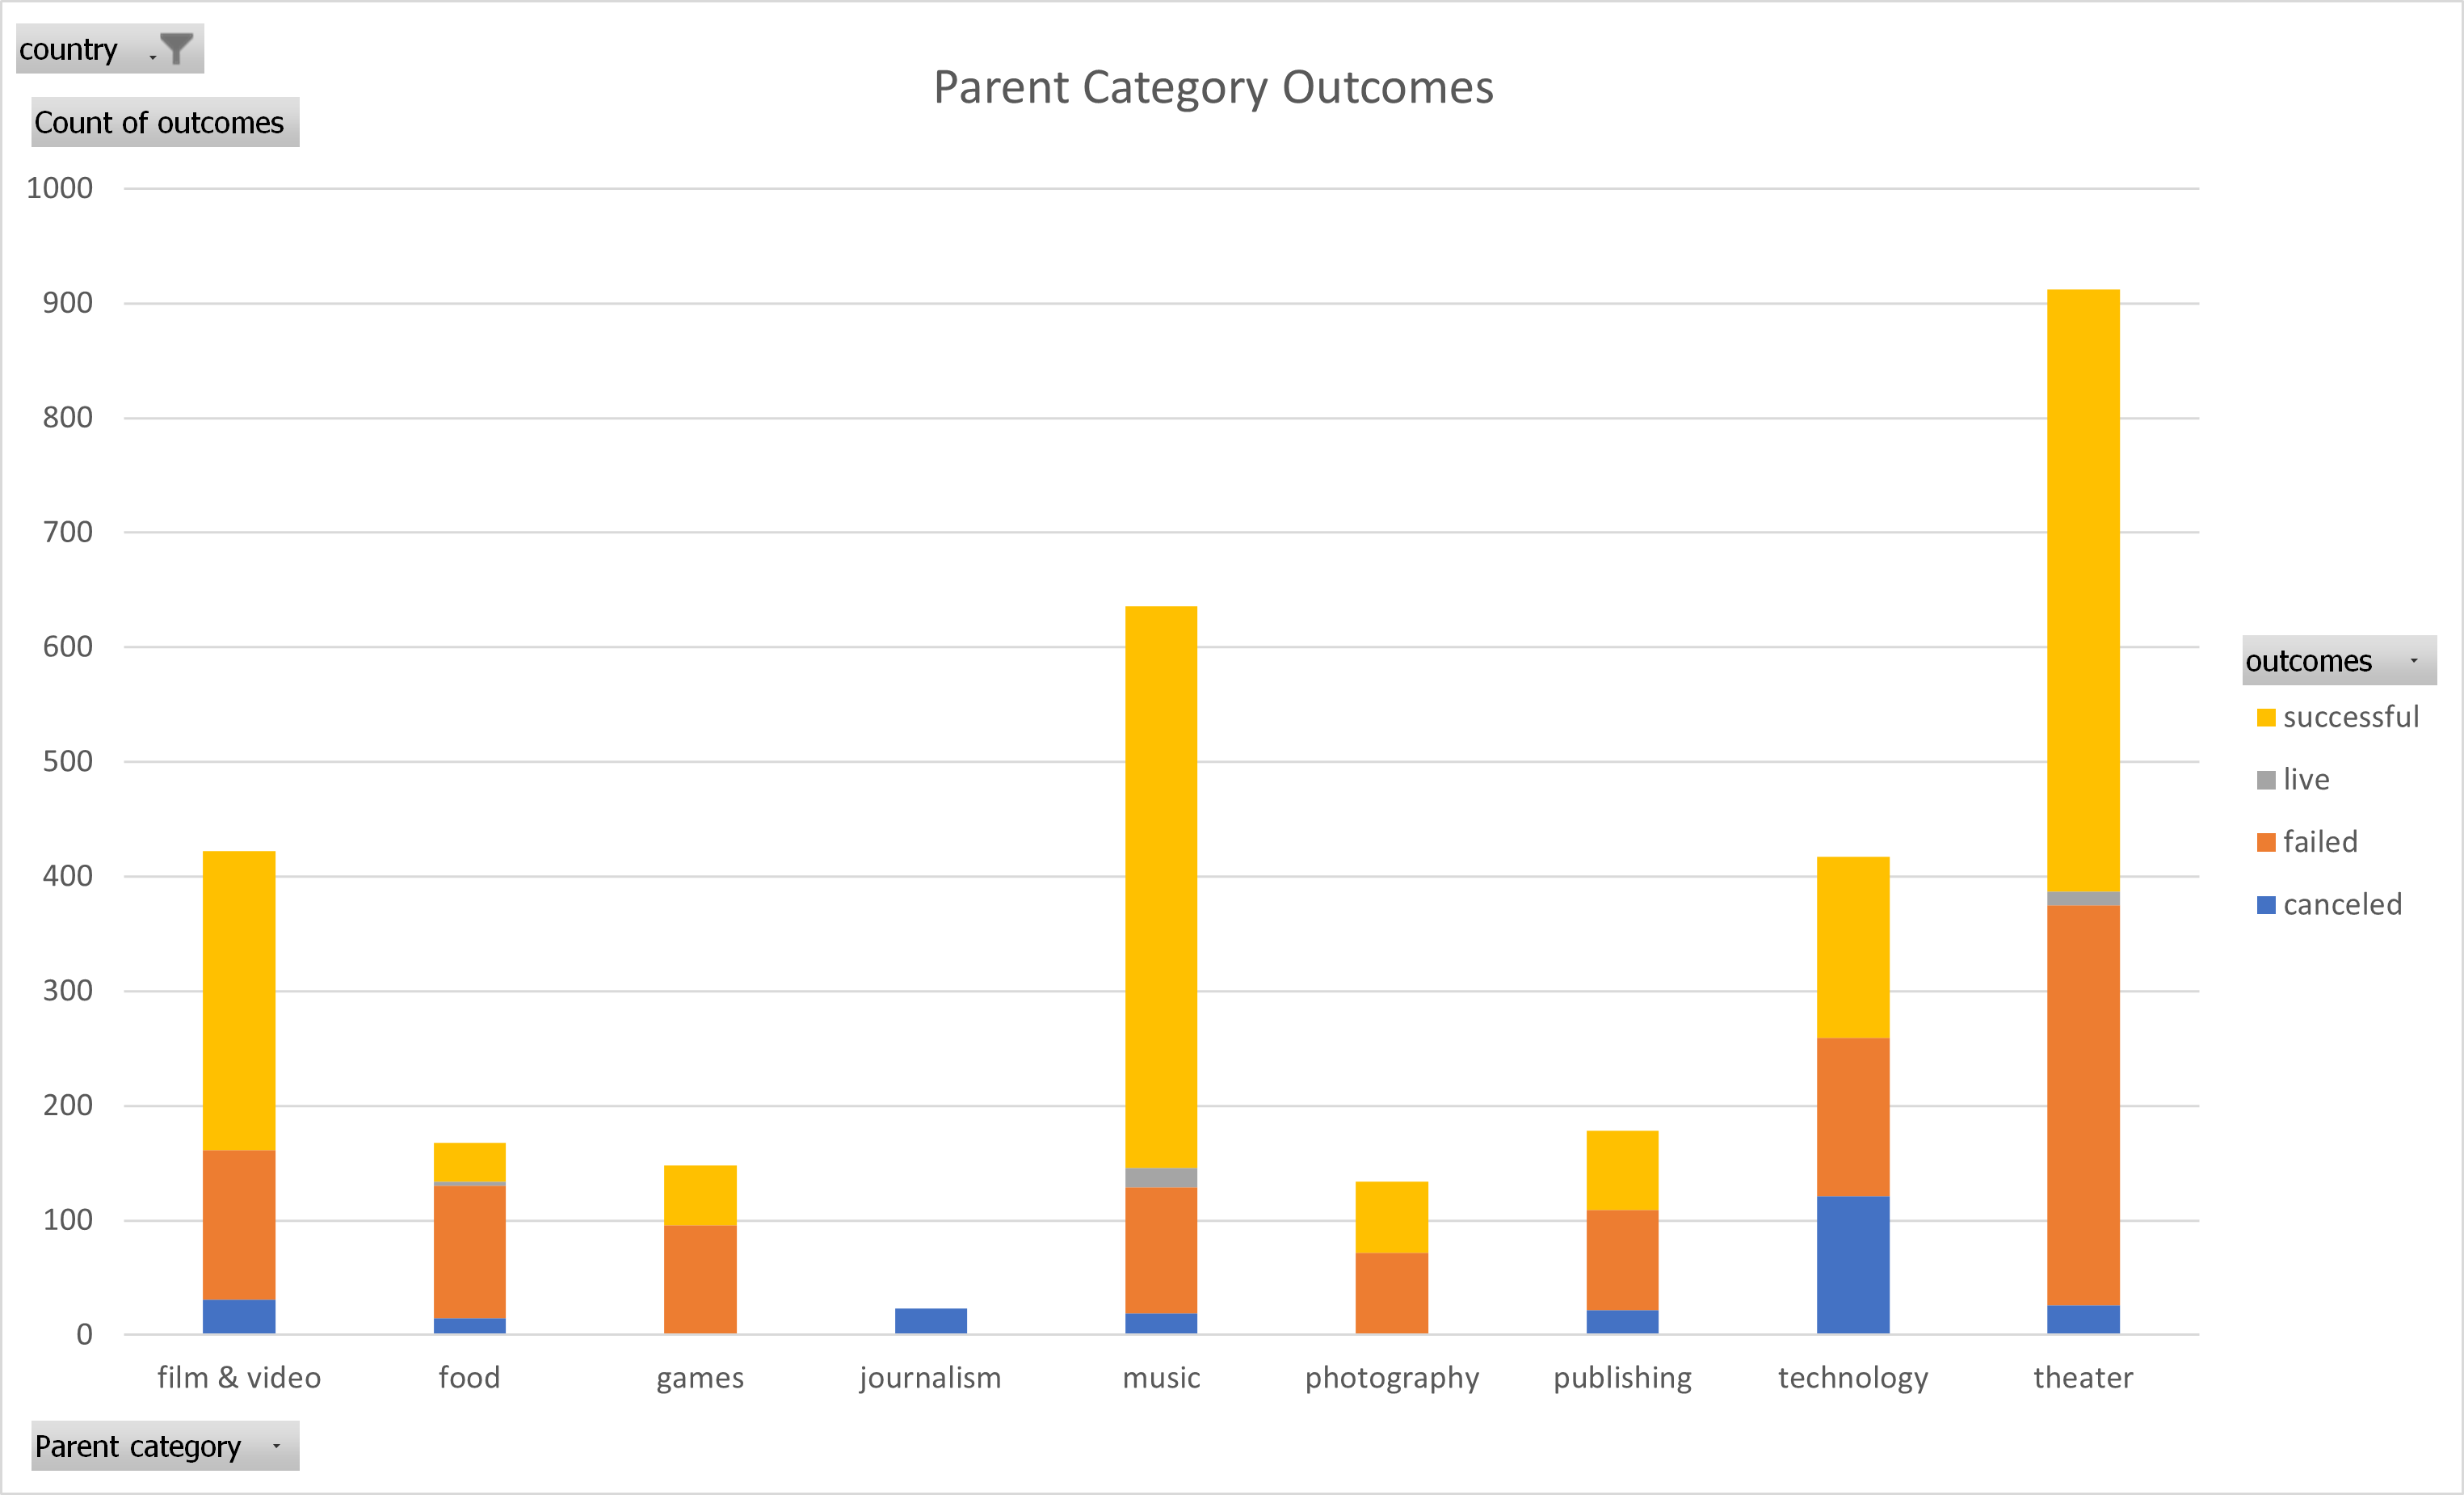 country
Parent Category Outcomes
Count of outcomes
1000
900
800
700
600
500
400
300
200
100
0
outcomes
successful
live
failed
canceled
film & video food games journalism music photography publishing technology theater
Parent category